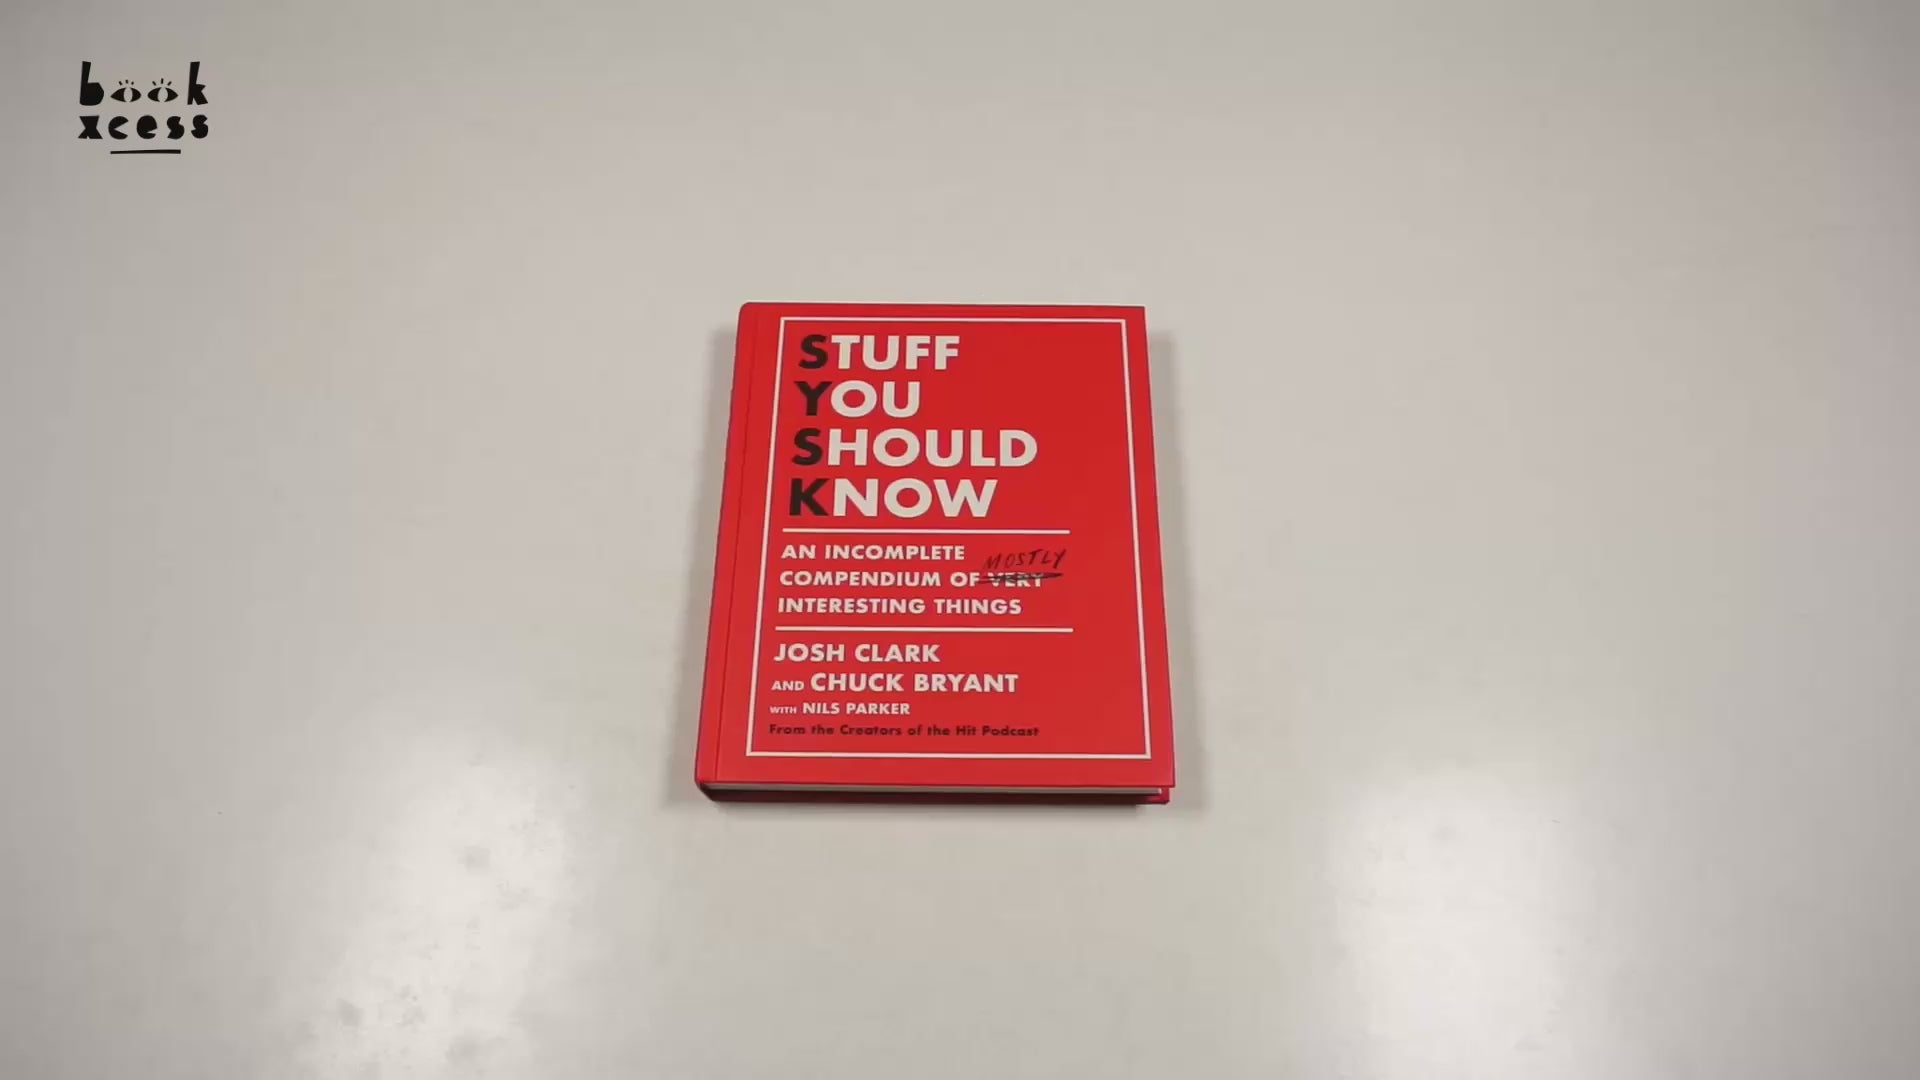 book
xcess
STUFF
YOU
SHOULD
KNOW
AN INCOMPLETE
MOSTLY
COMPENDIUM OF VERY
INTERESTING THINGS
JOSH CLARK
AND CHUCK BRYANT
WITH NILS PARKER
From the Creators of the Hit Podcast